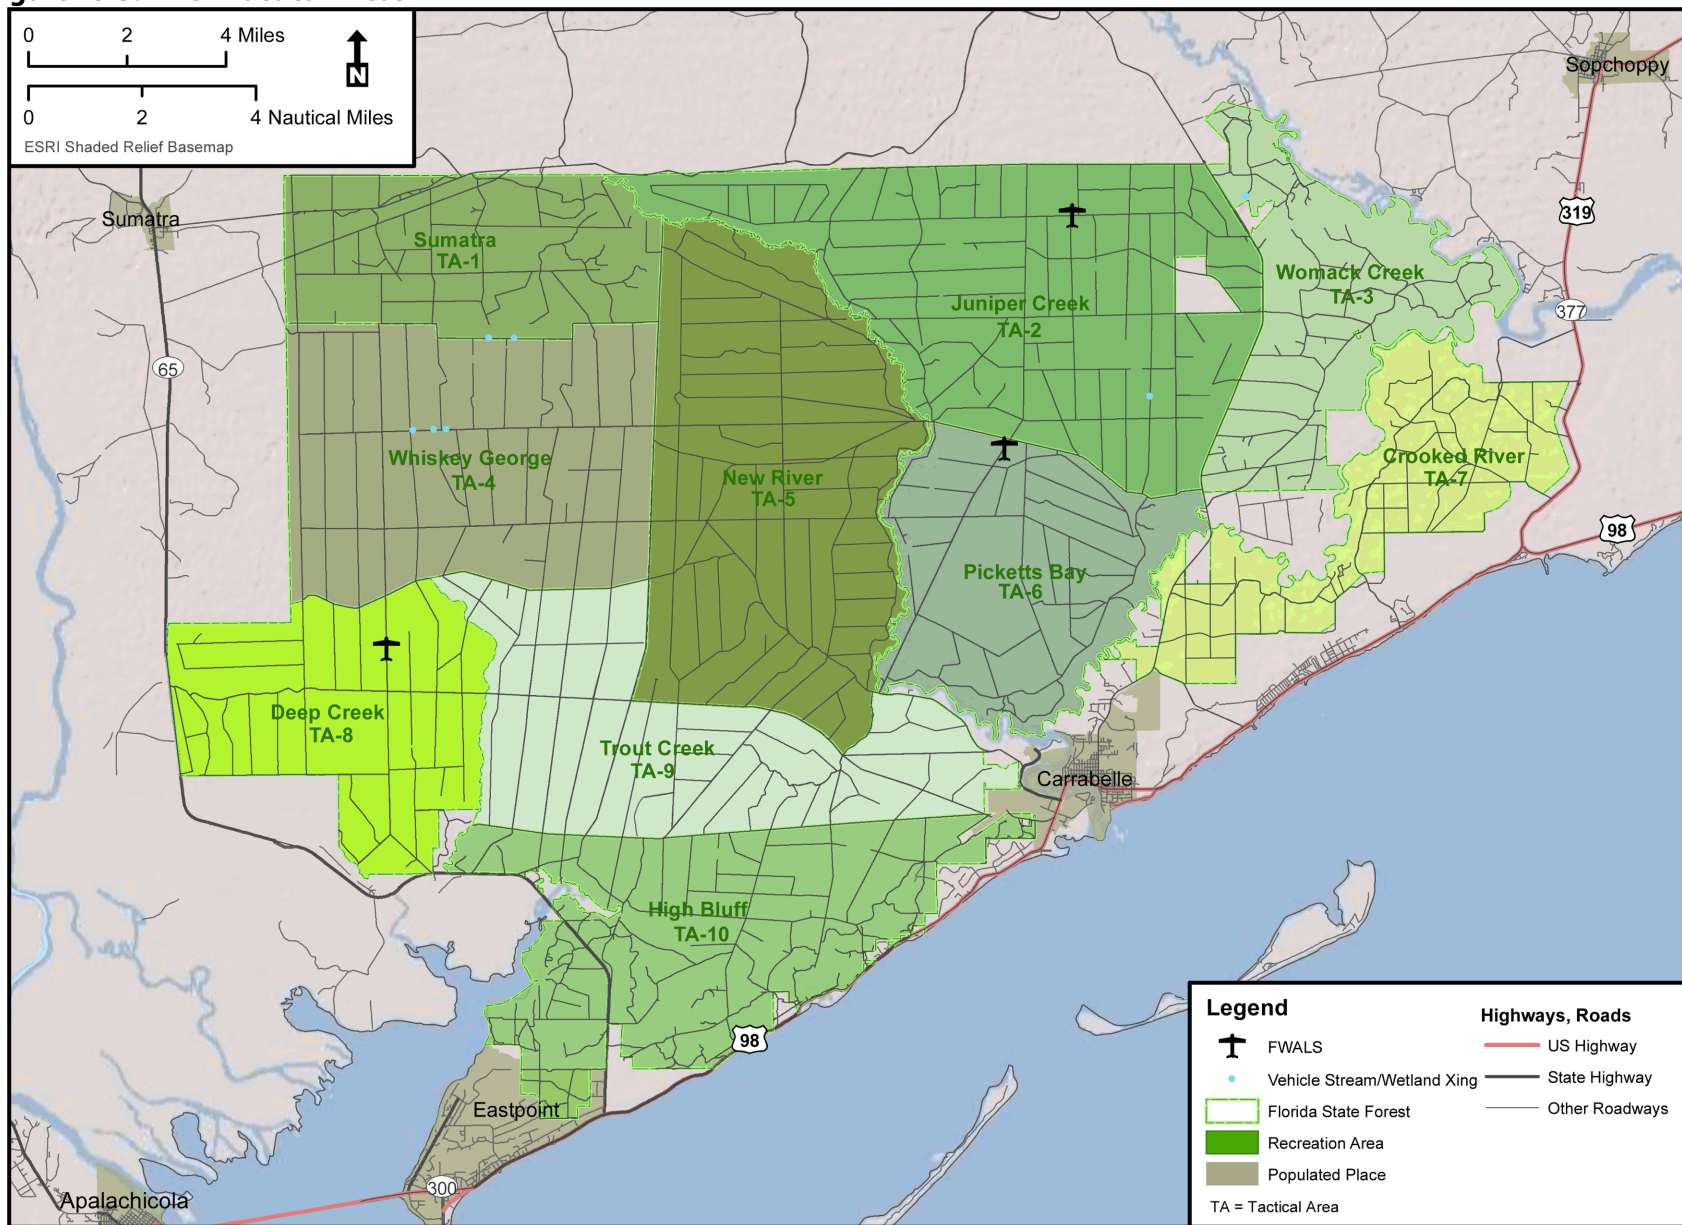 0 2 4 Miles
N
0 2 4 Nautical Miles
ESRI Shaded Relief Basemap
Sopchoppy
Sumatra
319
Sumatra
TA-1
Womack Creek
TA-3
Juniper Creek
TA-2
377
65
Whiskey George
TA-4
Crooked River
TA-7
New River
TA-5
98
Picketts Bay
TA-6
Deep Creek
TA-8
Trout Creek
TA-9
Carrabelle
High Bluff
TA-10
98
Eastpoint
300
Apalachicola
Legend
FWALS
Vehicle Stream/Wetland Xing
Florida State Forest
Recreation Area
Populated Place
TA = Tactical Area
Highways, Roads
US Highway
State Highway
Other Roadways